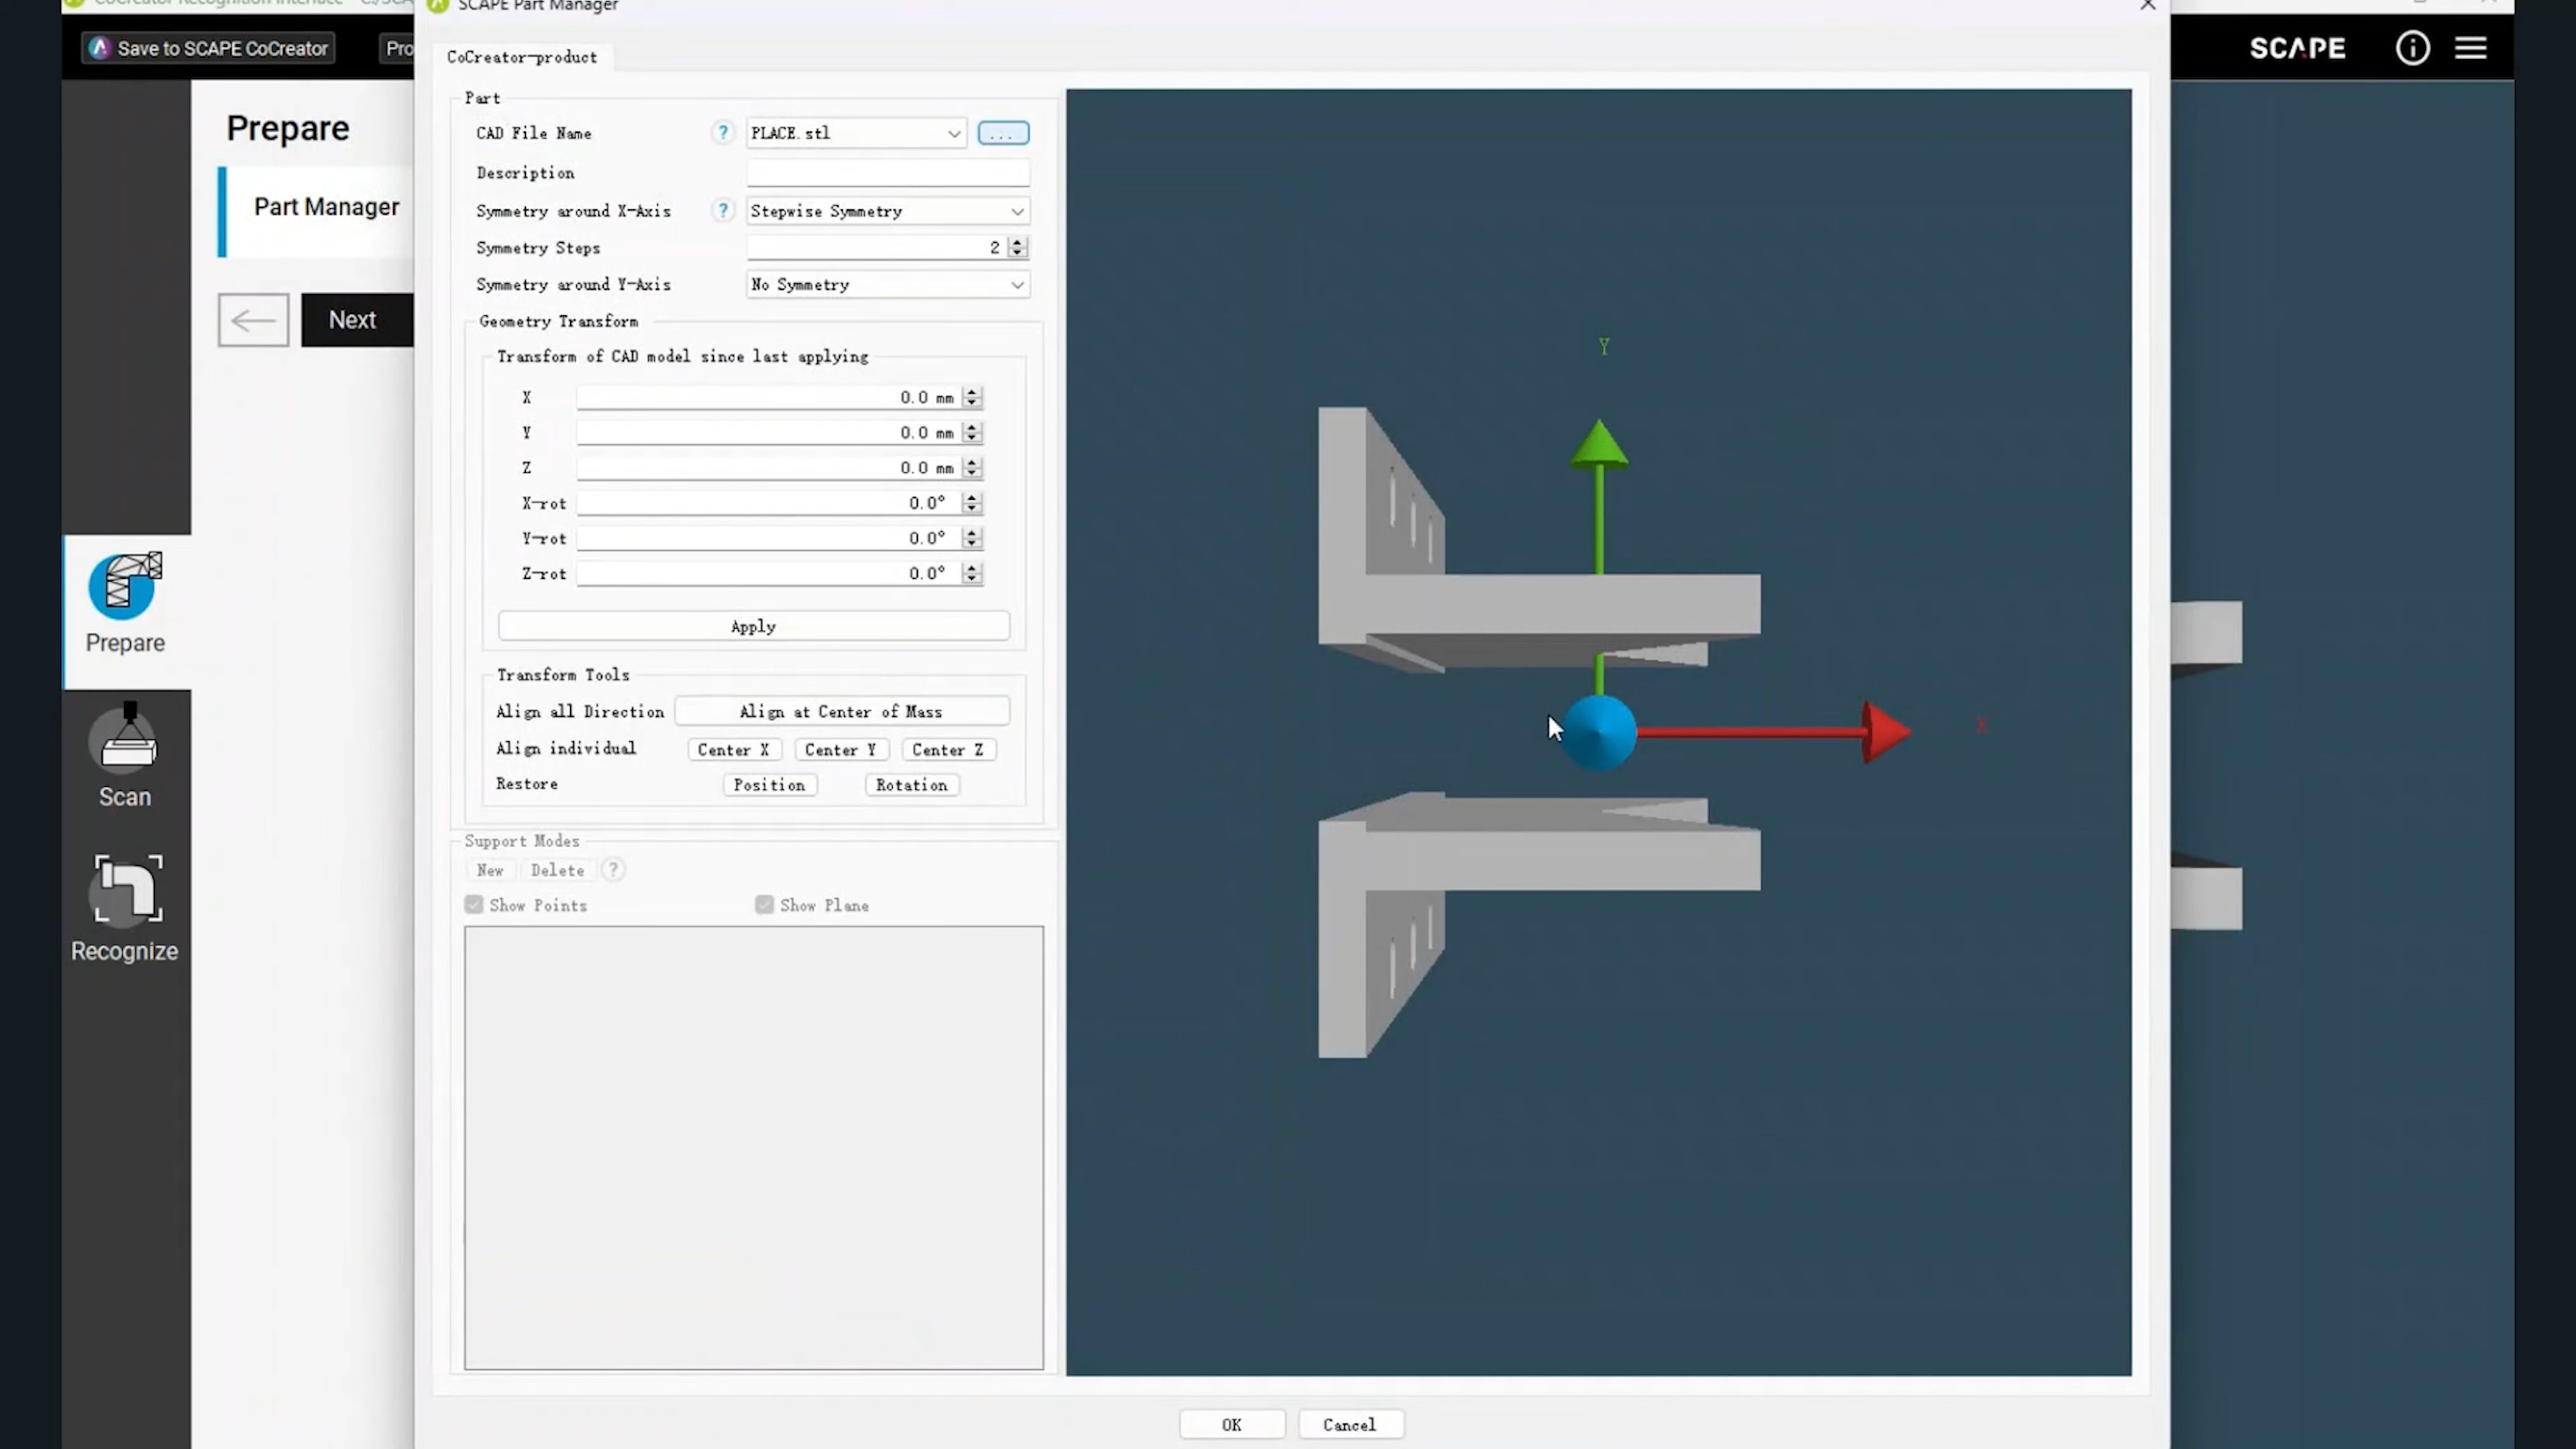 CoCreator Recognition Interface - C:/SCA
SCAPE Part Manager
Save to SCAPE CoCreator
Pro
SCAPE
CoCreator-product
Prepare
Part Manager
Next
Prepare
Scan
Recognize
Part
CAD File Name ? PLACE.stl ...
Description
Symmetry around X-Axis ? Stepwise Symmetry
Symmetry Steps 2
Symmetry around Y-Axis No Symmetry
Geometry Transform
Transform of CAD model since last applying
X 0.0 mm
Y 0.0 mm
Z 0.0 mm
X-rot 0.0°
Y-rot 0.0°
Z-rot 0.0°
Apply
Transform Tools
Align all Direction Align at Center of Mass
Align individual Center X Center Y Center Z
Restore Position Rotation
Support Modes
New Delete ?
Show Points Show Plane
Y
X
OK Cancel